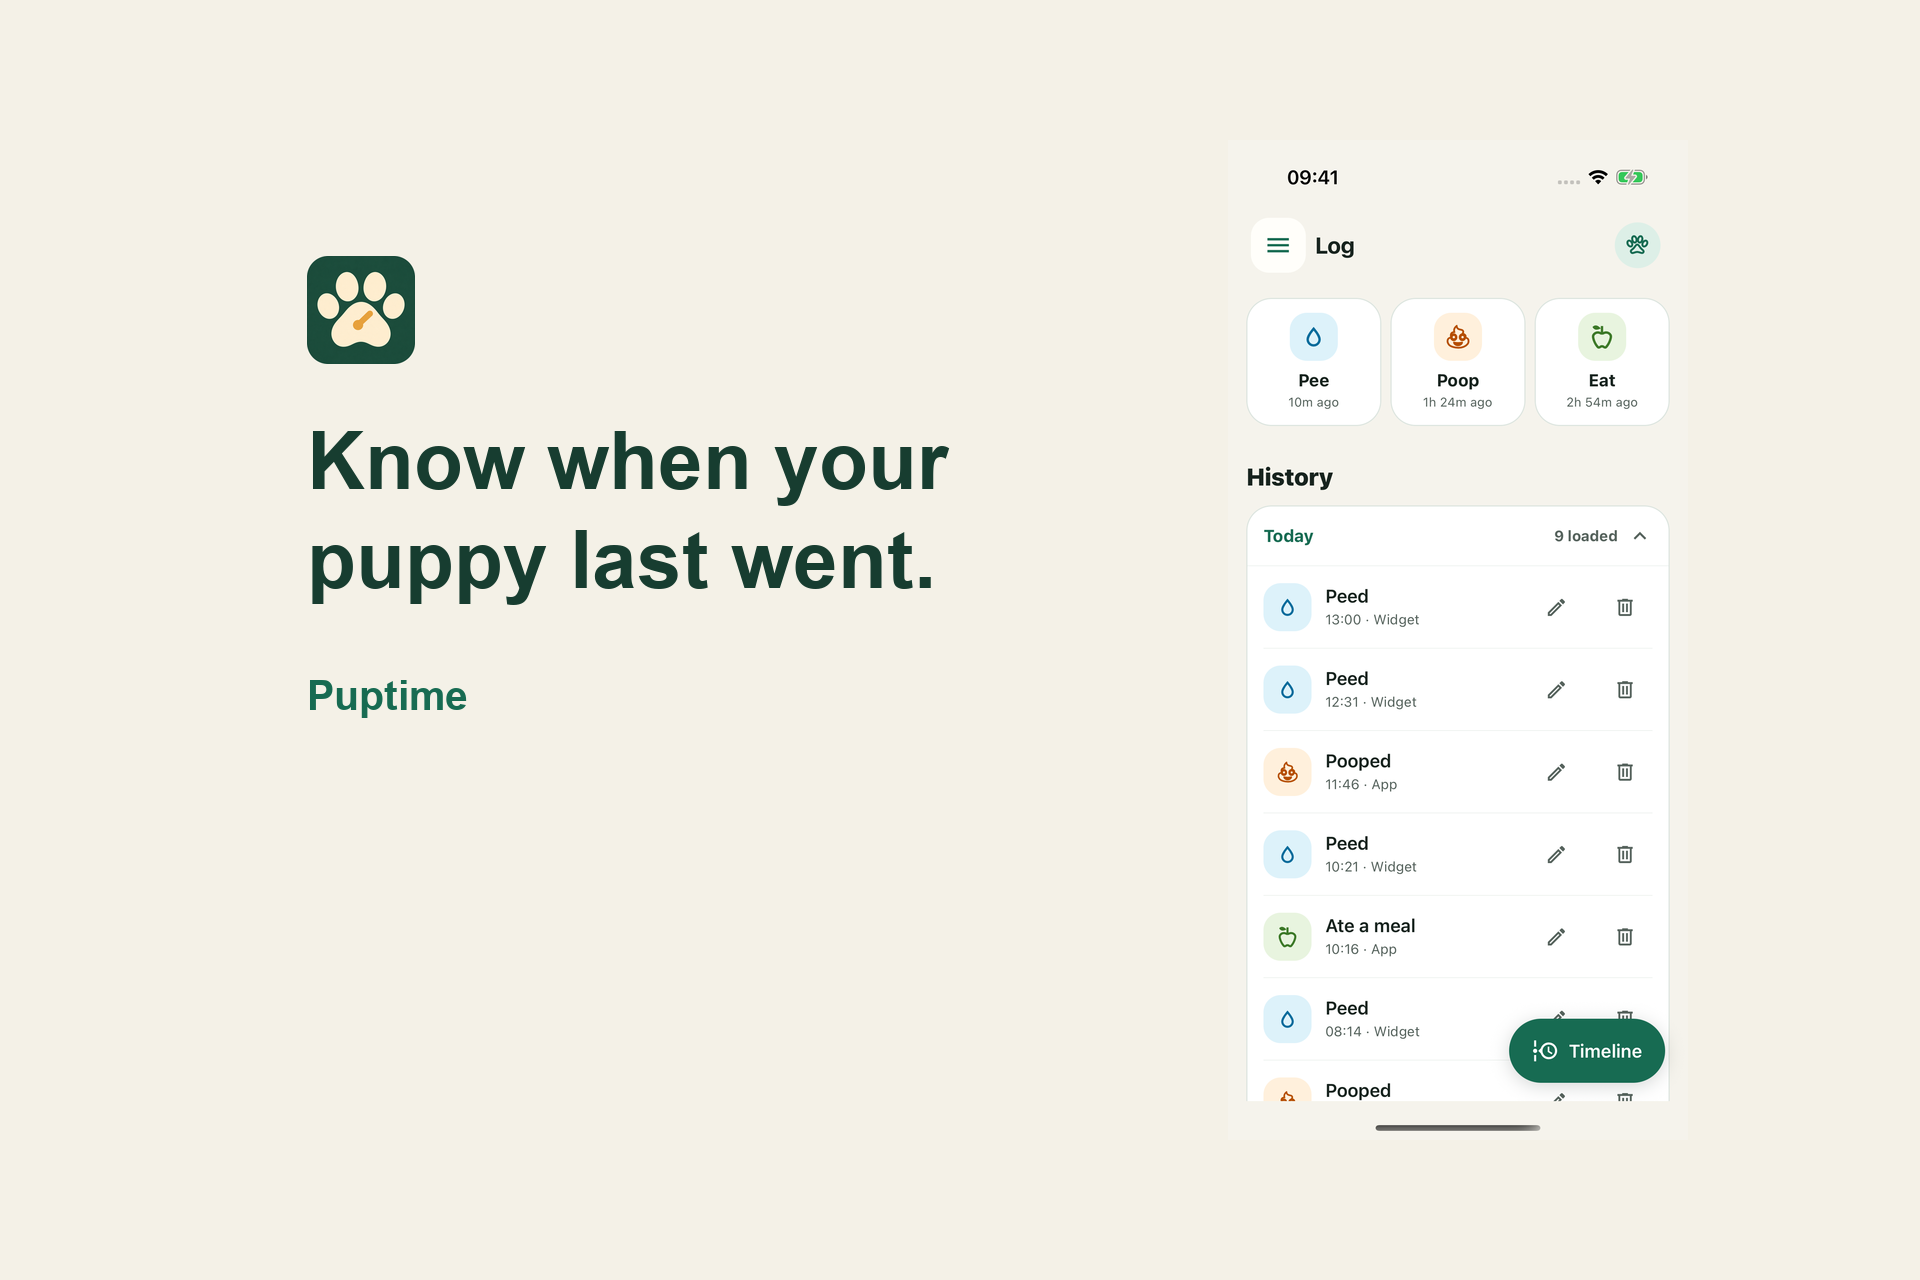 Know when your
puppy last went.
Puptime
09:41
Log
Pee
10m ago
Poop
1h 24m ago
Eat
2h 54m ago
History
Today
9 loaded
Peed
13:00 · Widget
Peed
12:31 · Widget
Pooped
11:46 · App
Peed
10:21 · Widget
Ate a meal
10:16 · App
Peed
08:14 · Widget
Timeline
Pooped